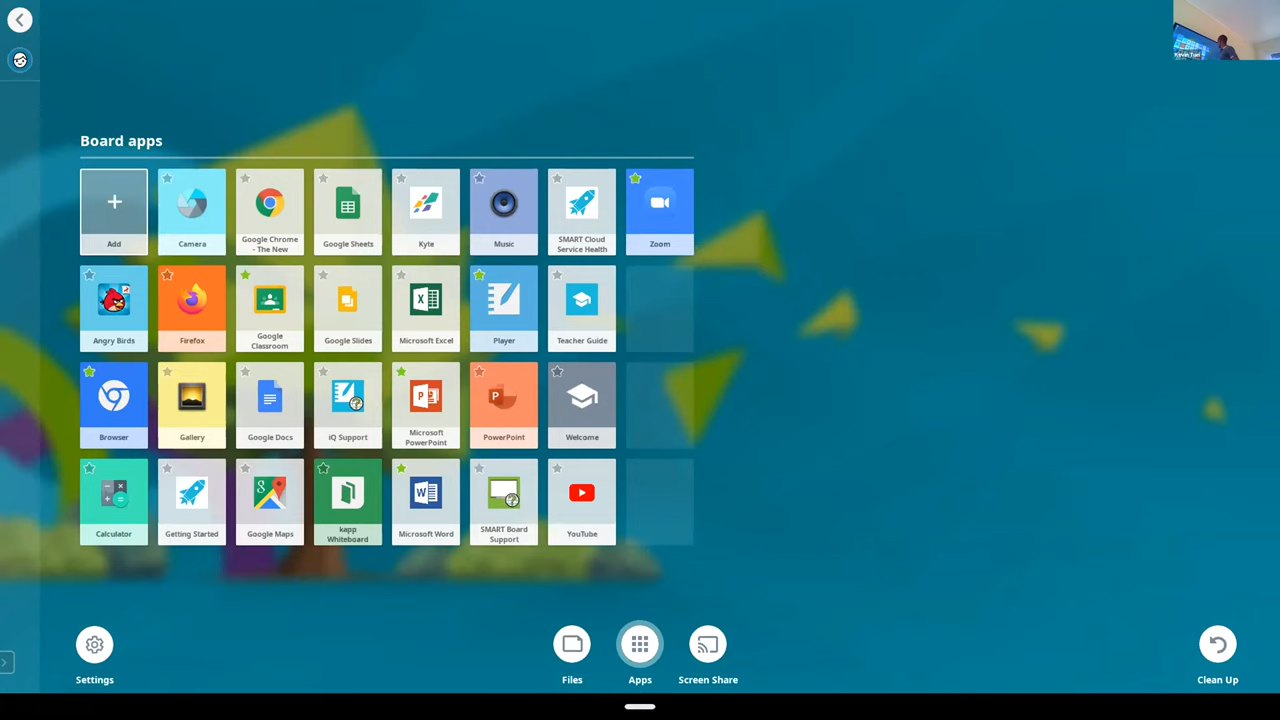 Board apps
Add
Camera
Google Chrome
- The New
Google Sheets
Kyte
Music
SMART Cloud
Service Health
Zoom
Angry Birds
Firefox
Google
Classroom
Google Slides
Microsoft Excel
Player
Teacher Guide
Browser
Gallery
Google Docs
iQ Support
Microsoft
PowerPoint
PowerPoint
Welcome
Calculator
Getting Started
Google Maps
kapp
Whiteboard
Microsoft Word
SMART Board
Support
YouTube
Settings
Files
Apps
Screen Share
Clean Up